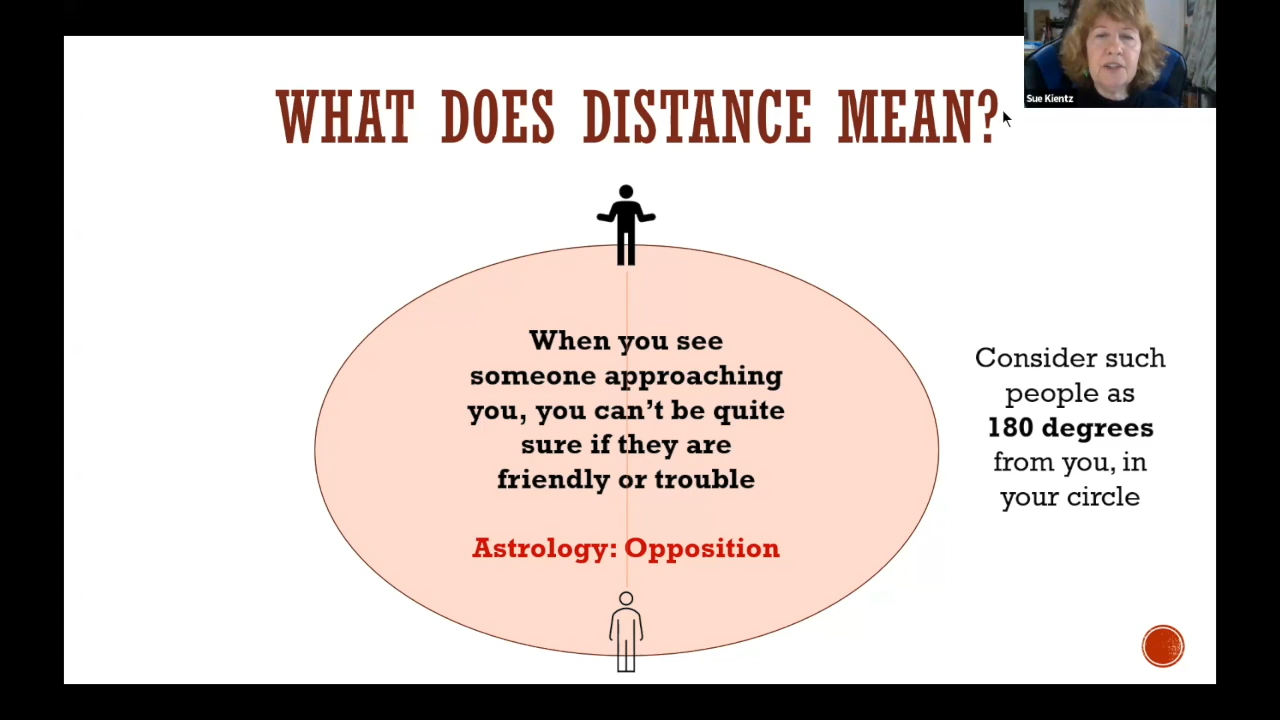 WHAT DOES DISTANCE MEAN?
Sue Kientz
When you see
someone approaching
you, you can't be quite
sure if they are
friendly or trouble
Astrology: Opposition
Consider such
people as
180 degrees
from you, in
your circle